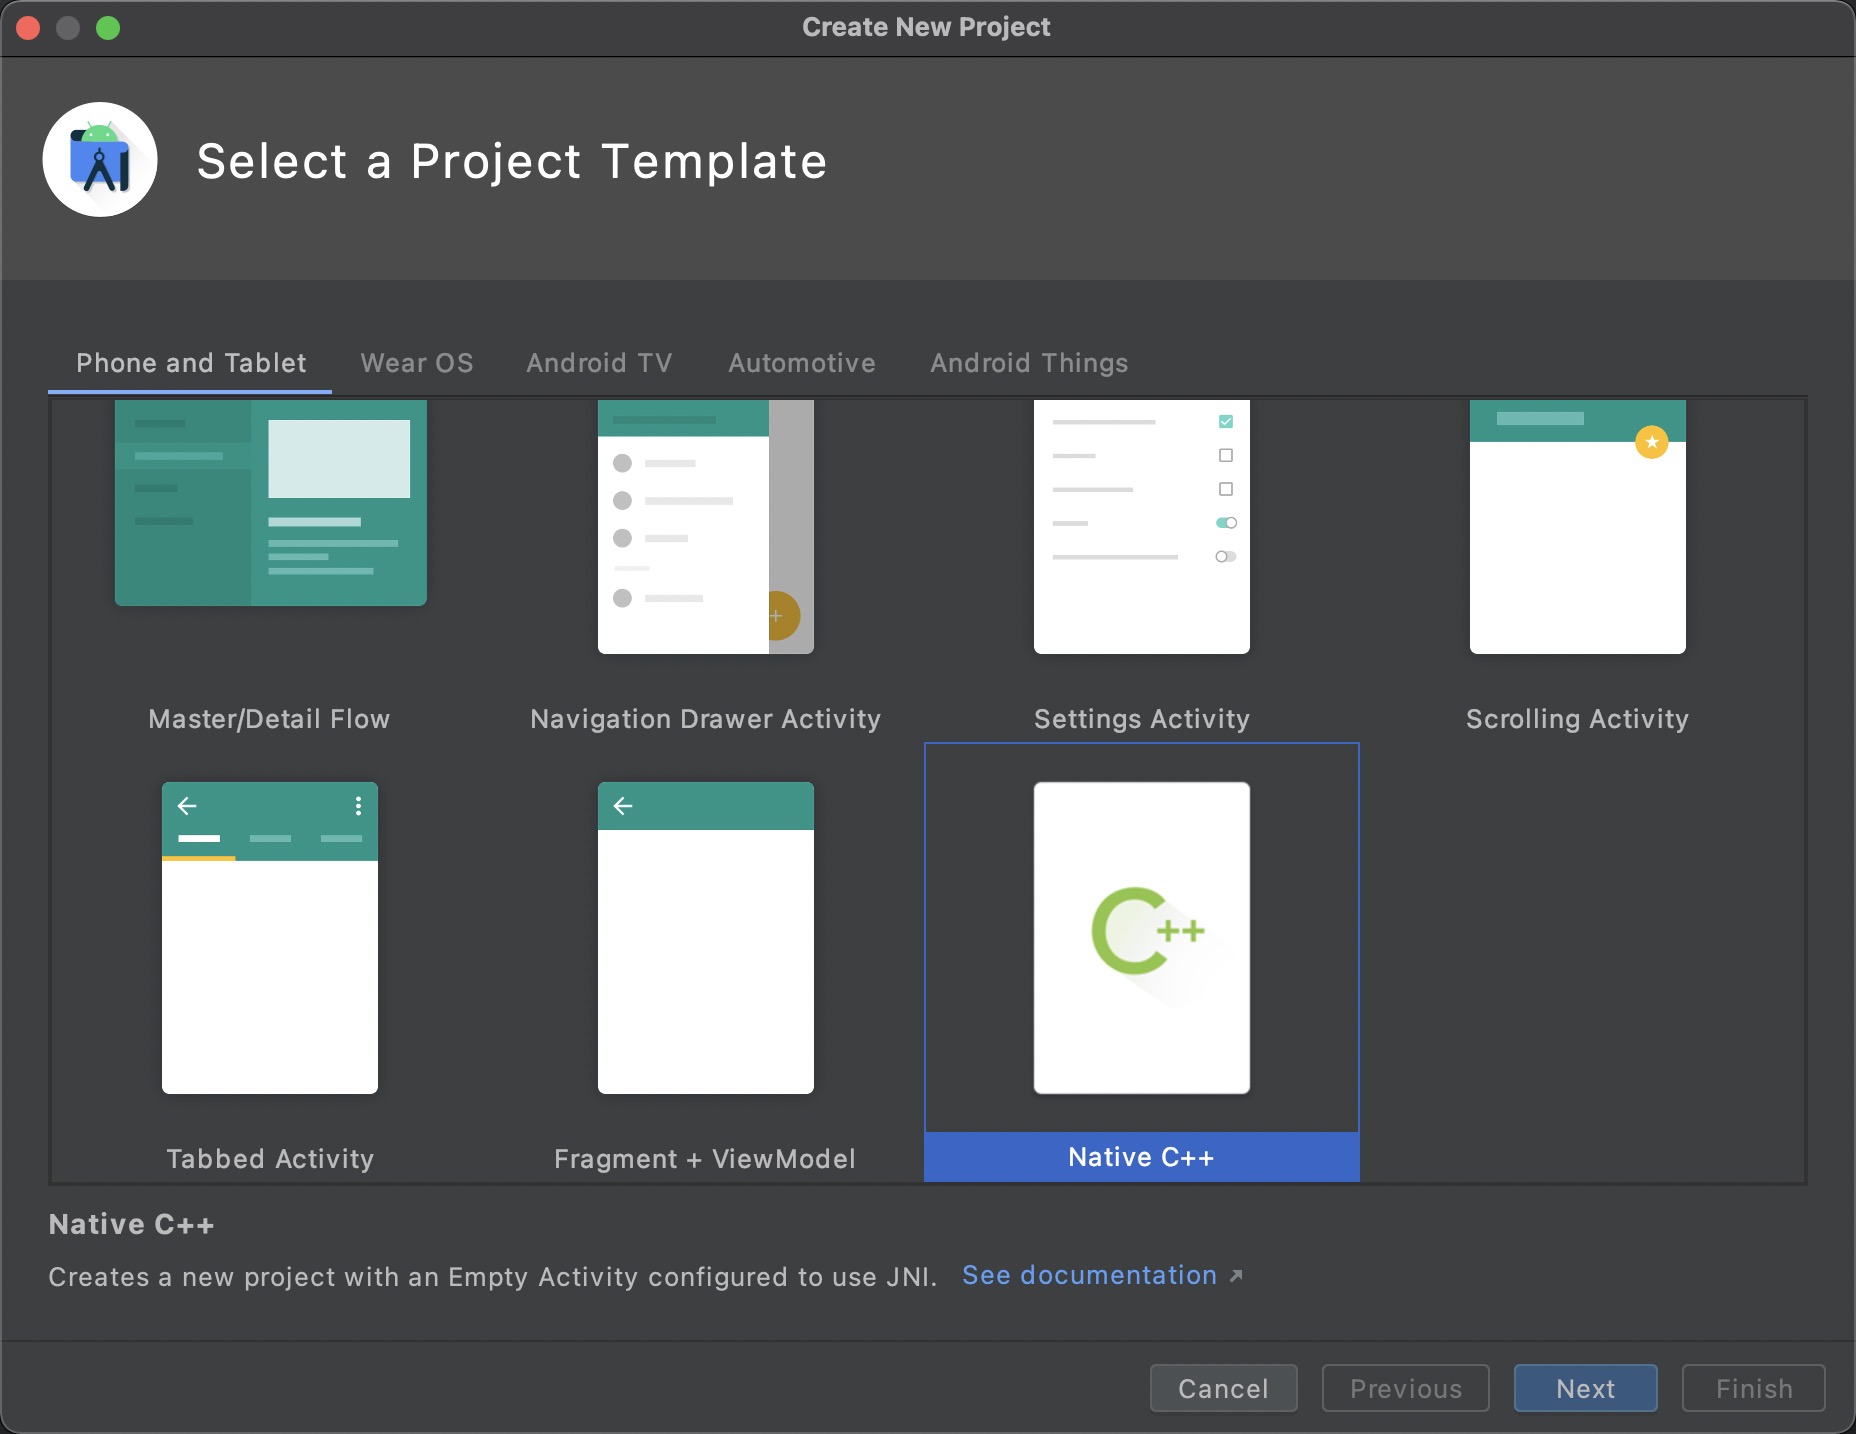 Create New Project
Select a Project Template
Phone and Tablet Wear OS Android TV Automotive Android Things
Master/Detail Flow Navigation Drawer Activity Settings Activity Scrolling Activity
C++
Tabbed Activity Fragment + ViewModel Native C++
Native C++
Creates a new project with an Empty Activity configured to use JNI. See documentation
Cancel Previous Next Finish